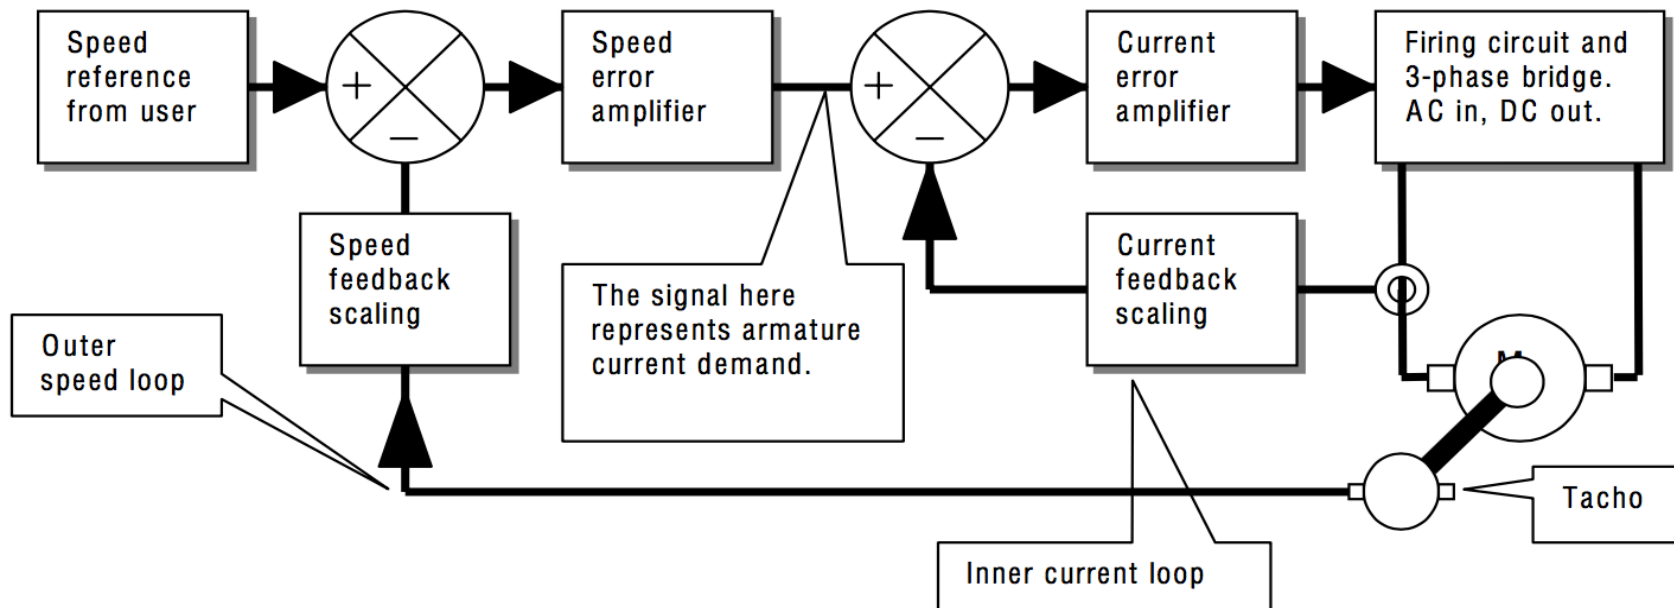 Speed
reference
from user
+
−
Speed
error
amplifier
+
−
Current
error
amplifier
Firing circuit and
3-phase bridge.
AC in, DC out.
Speed
feedback
scaling
The signal here
represents armature
current demand.
Current
feedback
scaling
Outer
speed loop
Tacho
Inner current loop